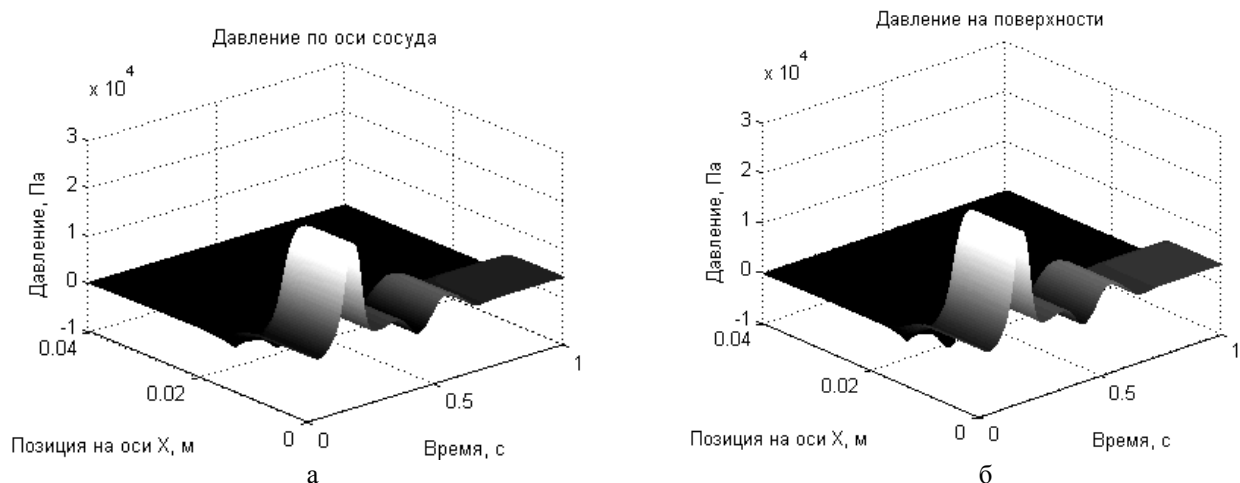 Давление по оси сосуда
x 10^4
3
2
1
0
-1
Давление, Па
0.04
0.02
0
Позиция на оси X, м
0
0.5
1
Время, с
а
Давление на поверхности
x 10^4
3
2
1
0
-1
Давление, Па
0.04
0.02
0
Позиция на оси X, м
0
0.5
1
Время, с
б